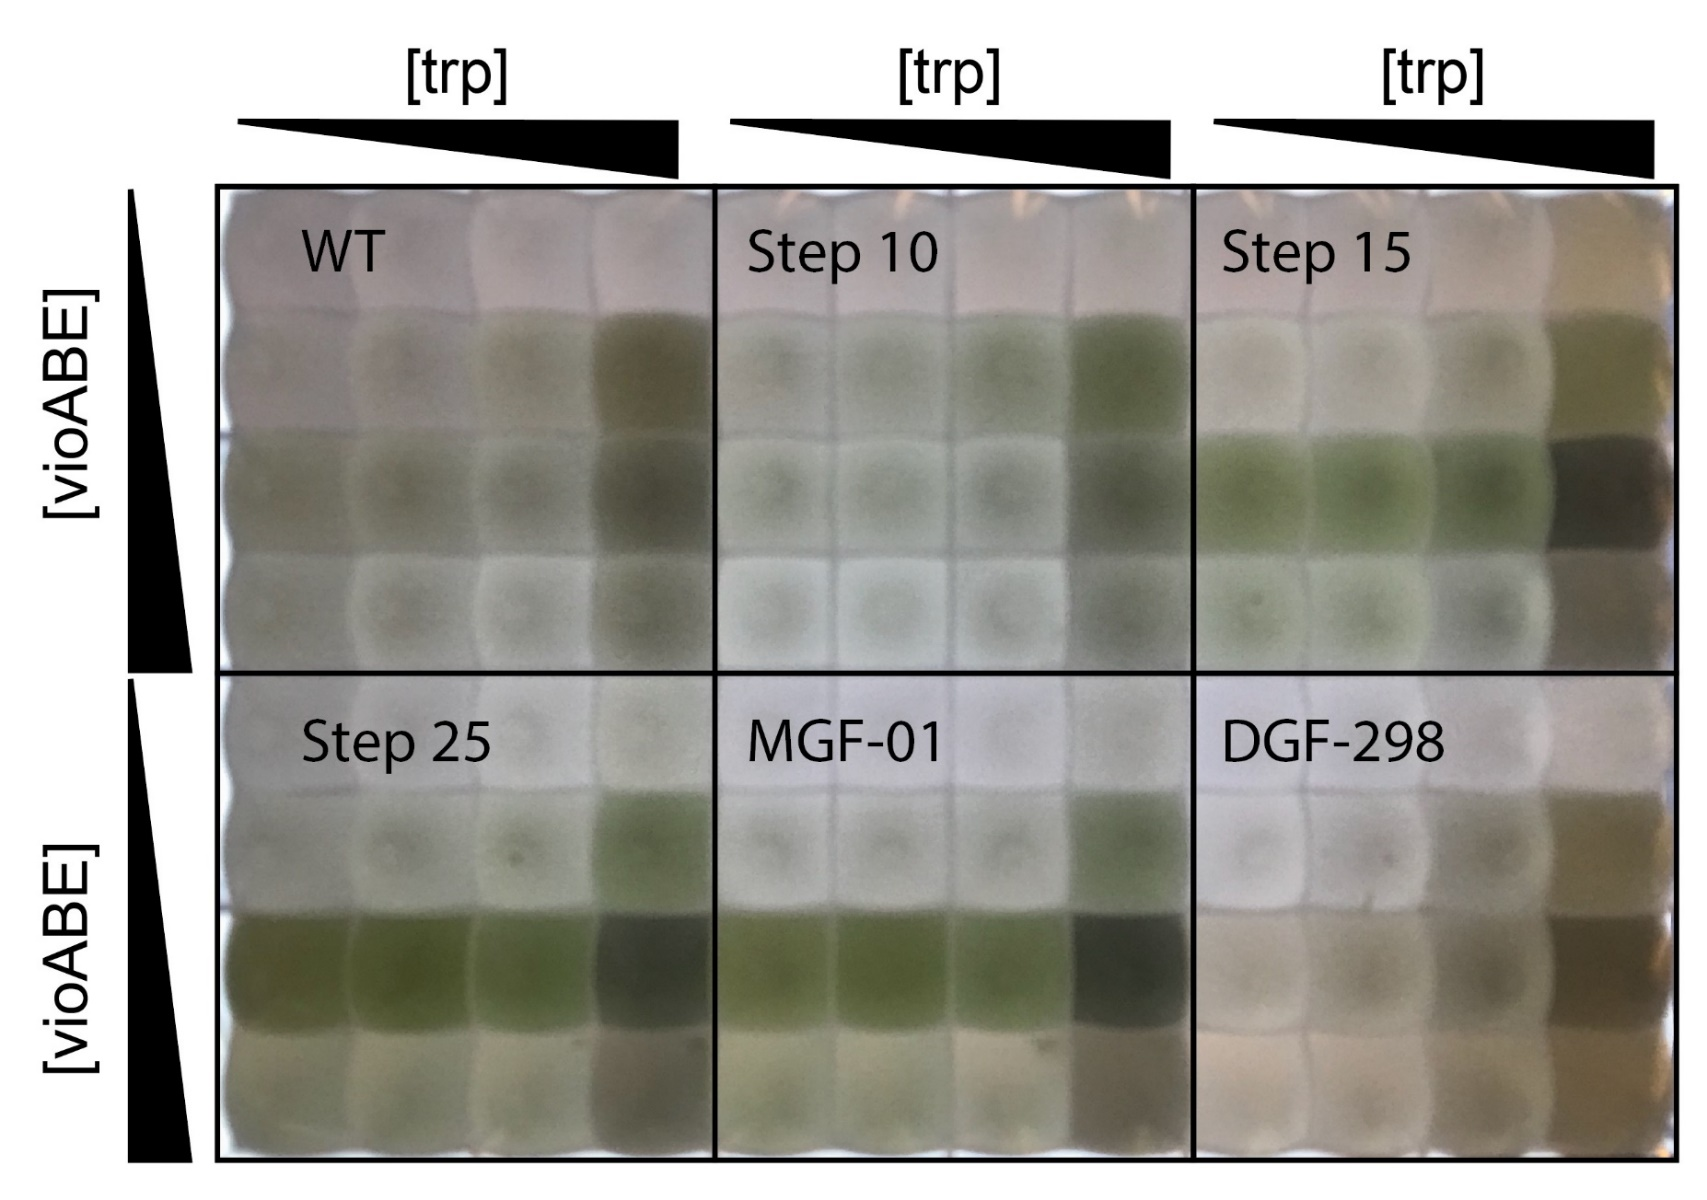 [trp] [trp] [trp]
[vioABE]
WT
Step 10
Step 15
[vioABE]
Step 25
MGF-01
DGF-298